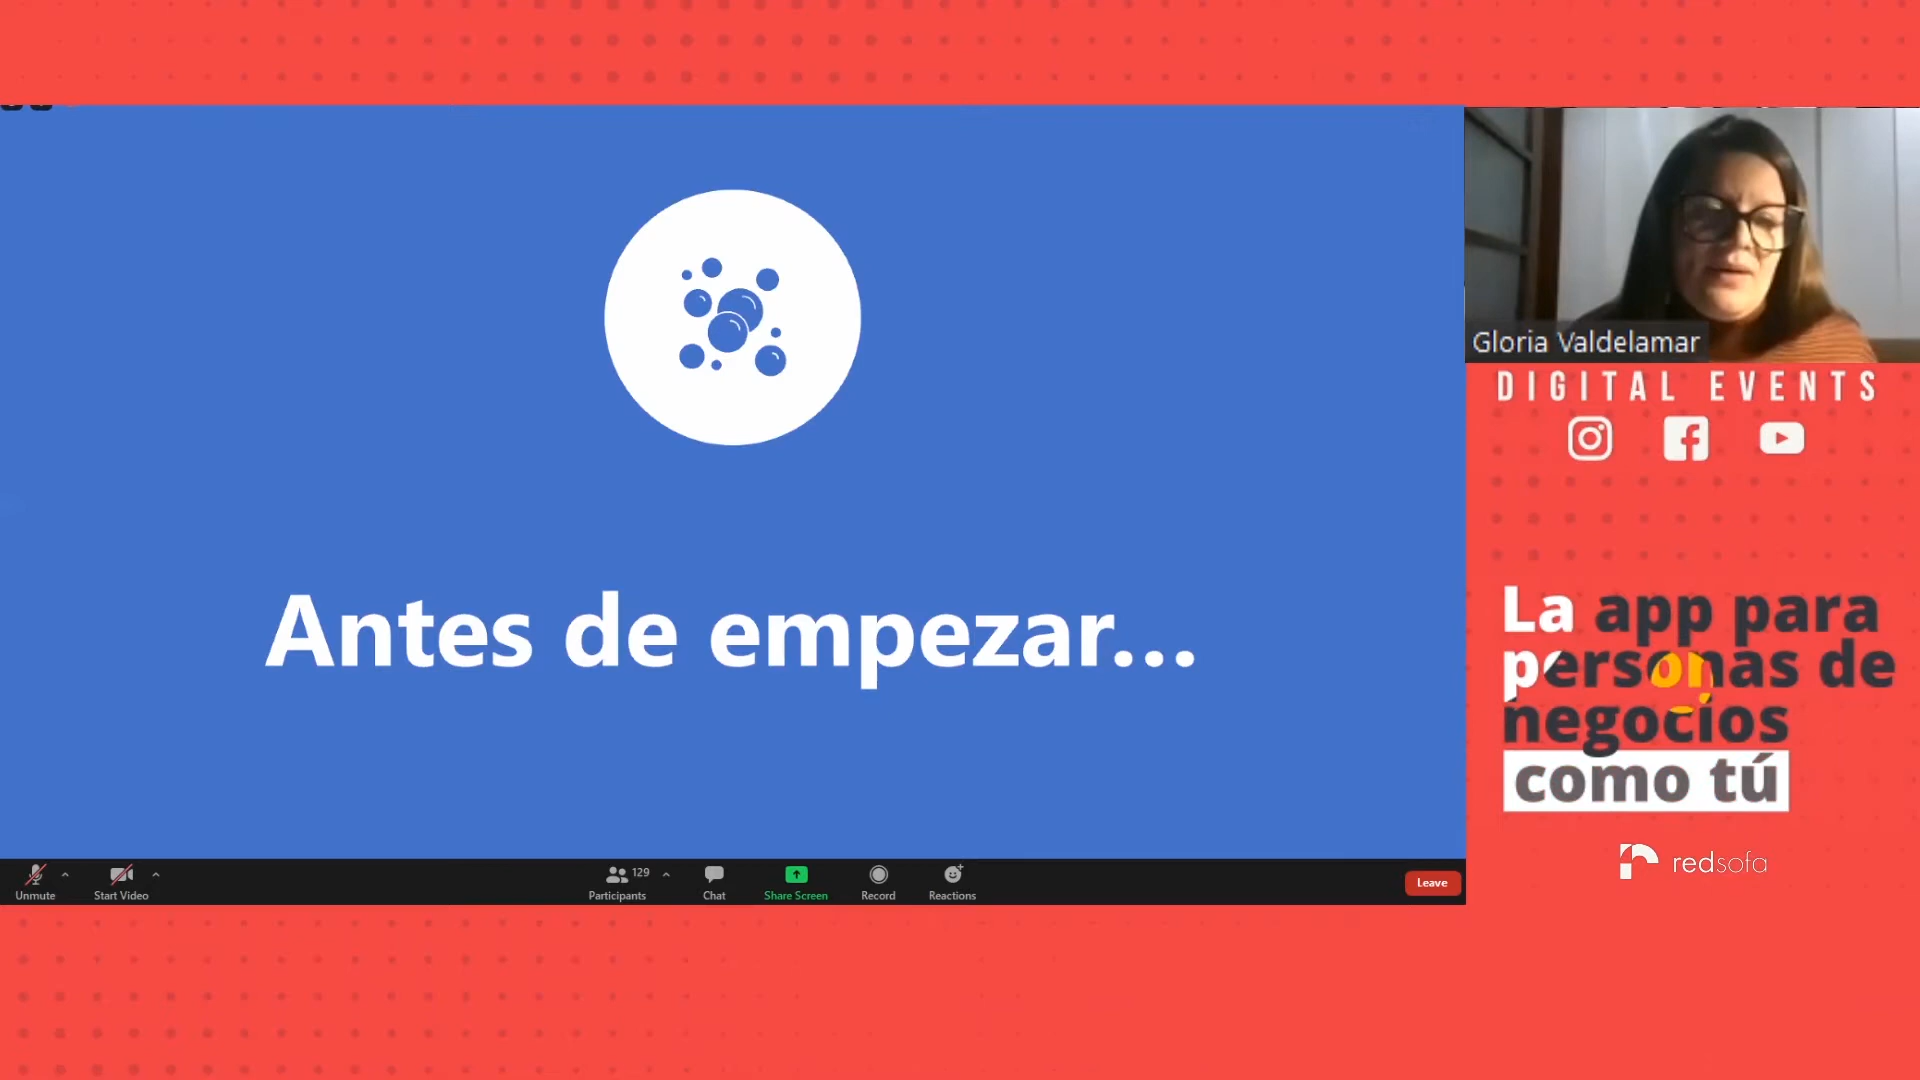 Antes de empezar...
Gloria Valdelamar
DIGITAL EVENTS
La app para
personas de
negocios
como tú
redsofa
Unmute
Start Video
129
Participants
Chat
Share Screen
Record
Reactions
Leave